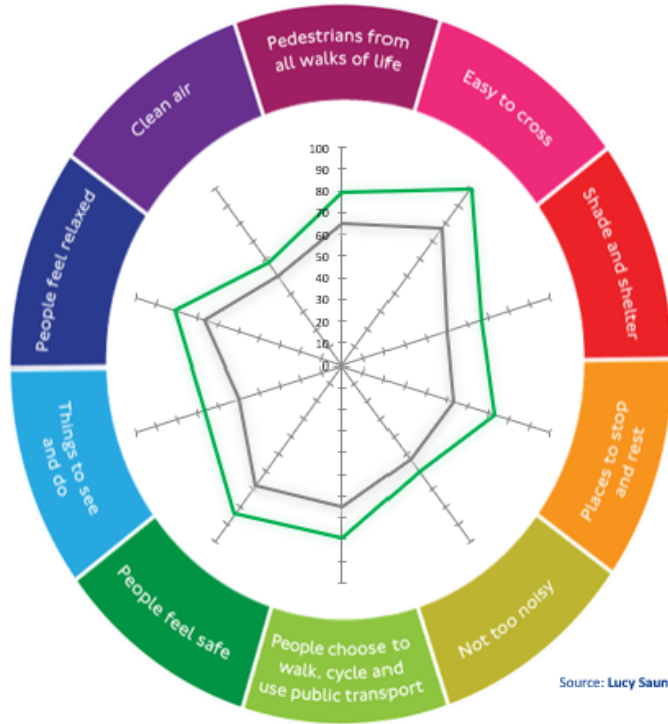 Pedestrians from
all walks of life
Easy to cross
Shade and shelter
Places to stop
and rest
Not too noisy
People choose to
walk, cycle and
use public transport
People feel safe
Things to see
and do
People feel relaxed
Clean air
100
90
80
70
60
50
40
30
20
10
0
Source: Lucy Saun